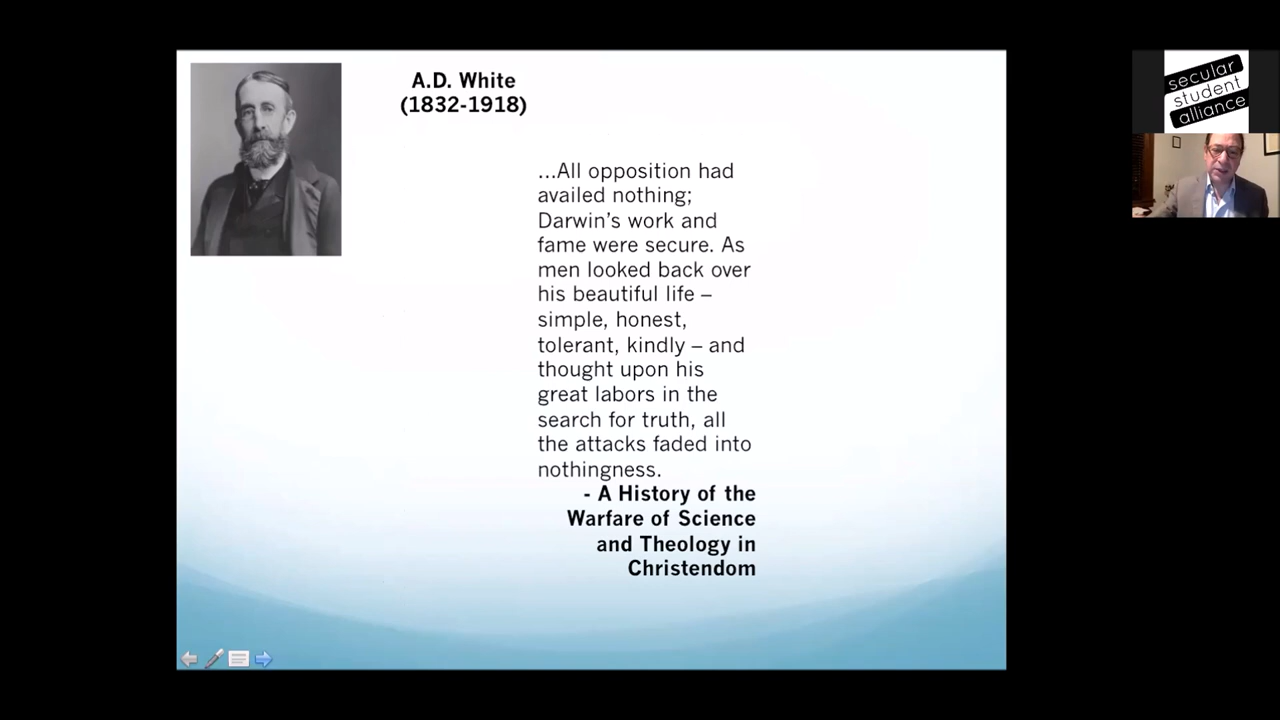 A.D. White
(1832-1918)
...All opposition had
availed nothing;
Darwin's work and
fame were secure. As
men looked back over
his beautiful life –
simple, honest,
tolerant, kindly – and
thought upon his
great labors in the
search for truth, all
the attacks faded into
nothingness.
- A History of the
Warfare of Science
and Theology in
Christendom
secular
student
alliance